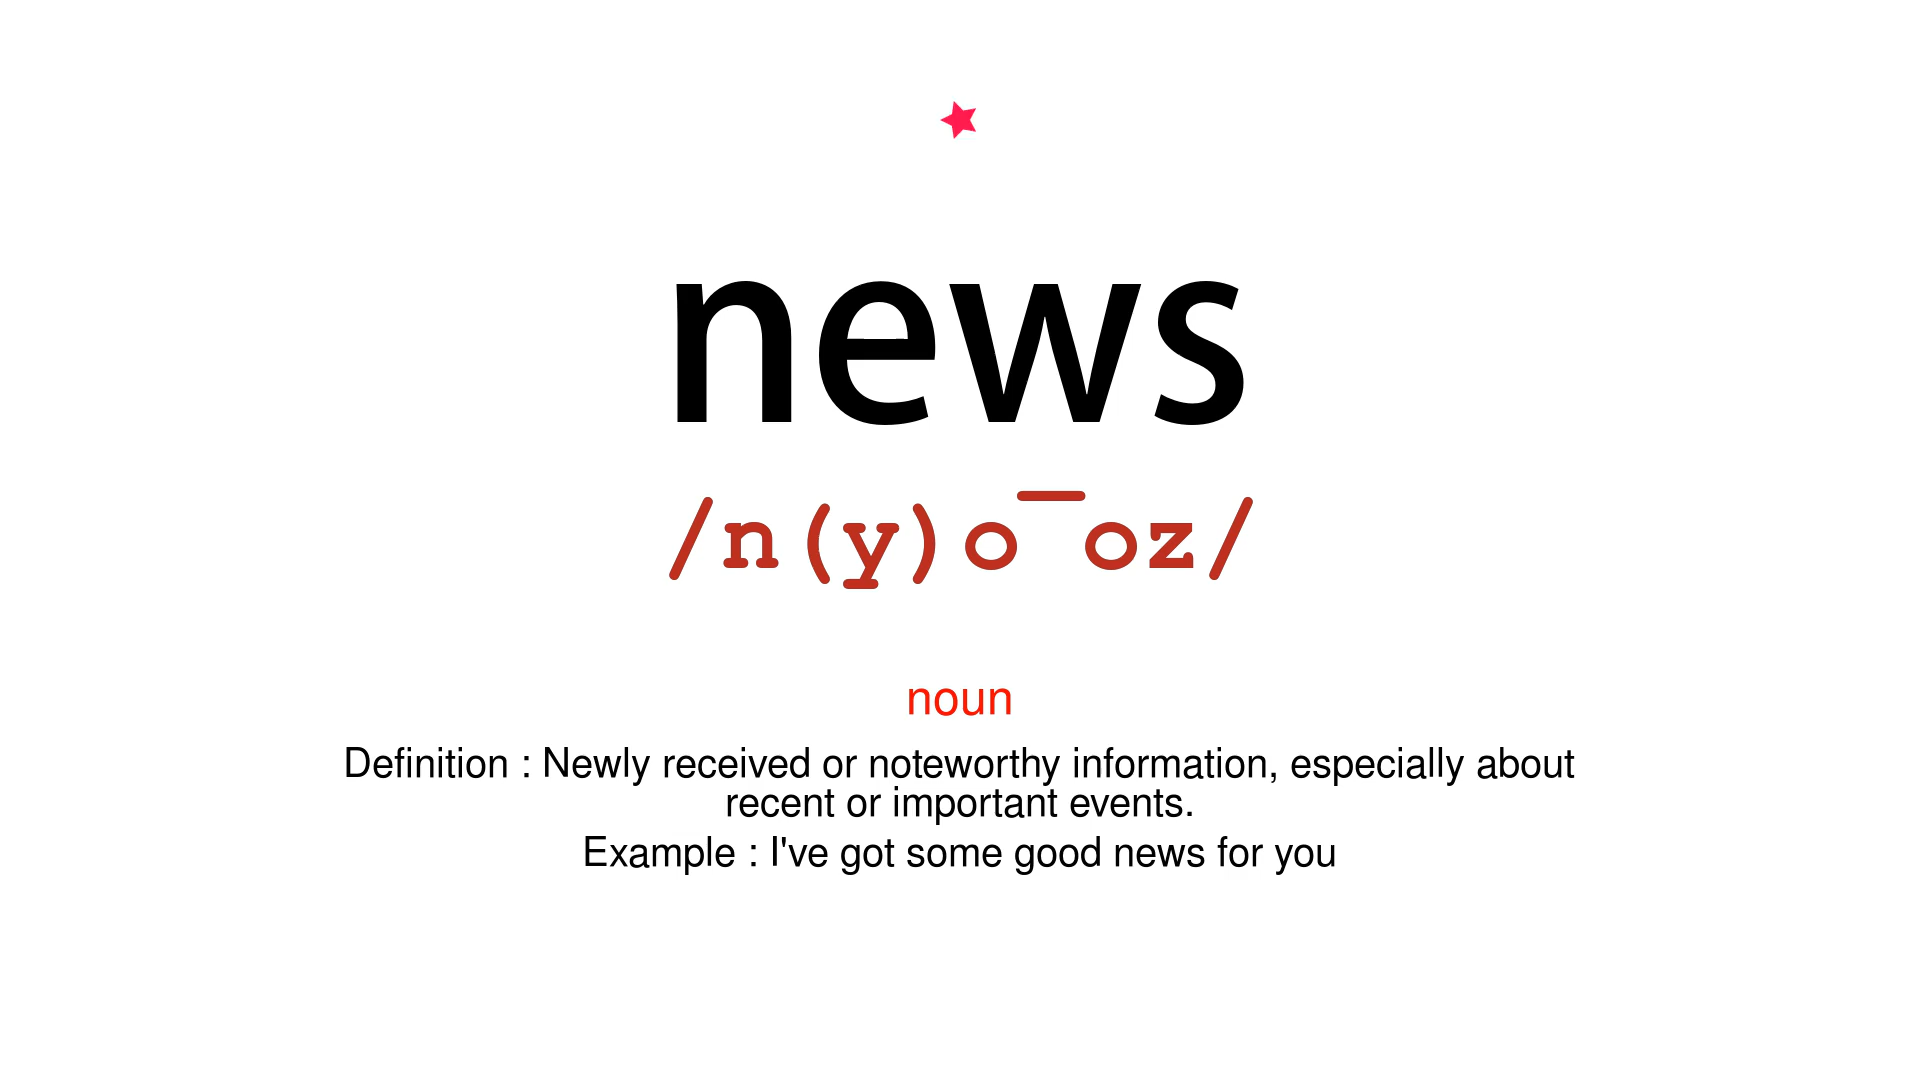 news
/n(y)o¯oz/
noun
Definition : Newly received or noteworthy information, especially about
recent or important events.
Example : I've got some good news for you